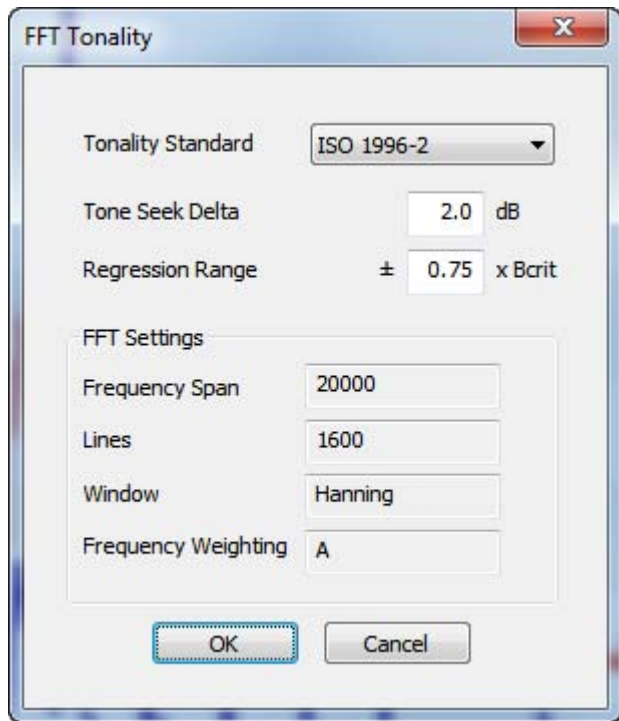 FFT Tonality
Tonality Standard ISO 1996-2
Tone Seek Delta 2.0 dB
Regression Range ± 0.75 x Bcrit
FFT Settings
Frequency Span 20000
Lines 1600
Window Hanning
Frequency Weighting A
OK Cancel